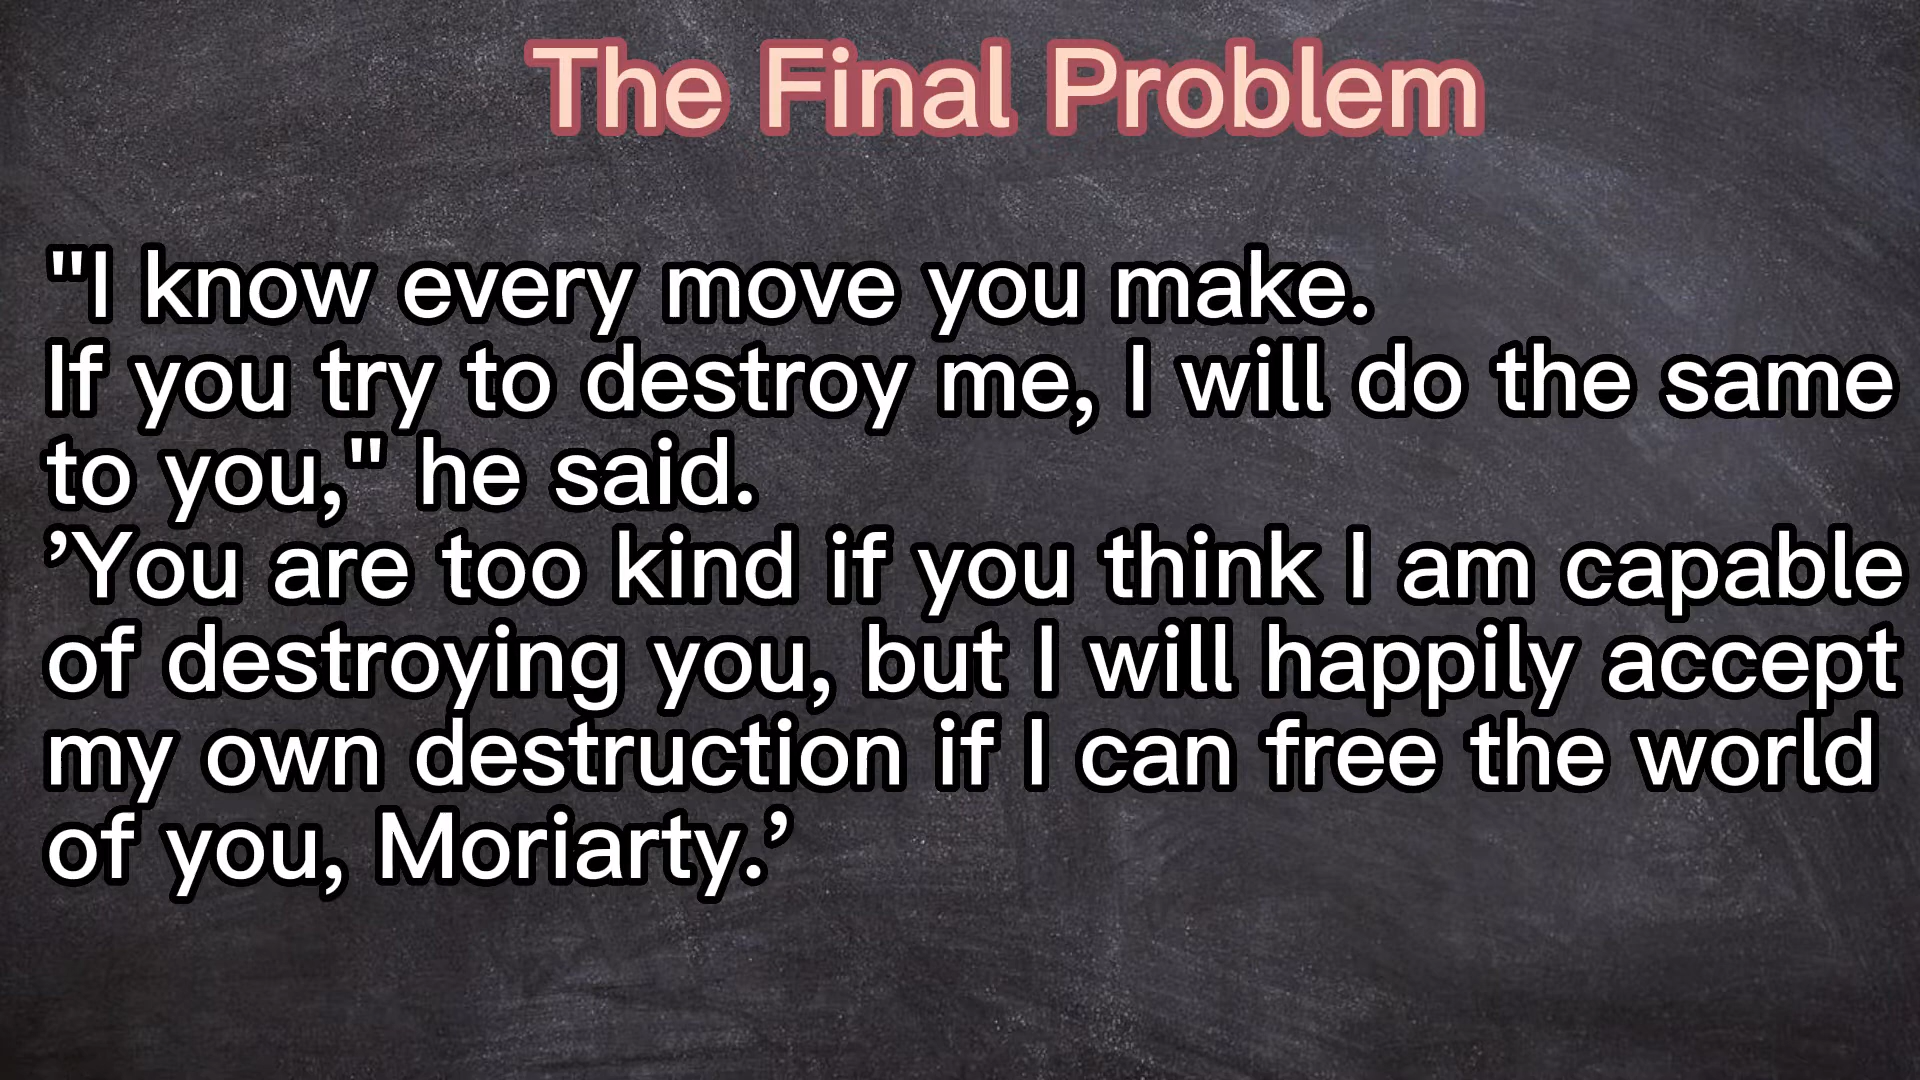 The Final Problem
"I know every move you make.
If you try to destroy me, I will do the same
to you," he said.
’You are too kind if you think I am capable
of destroying you, but I will happily accept
my own destruction if I can free the world
of you, Moriarty.’